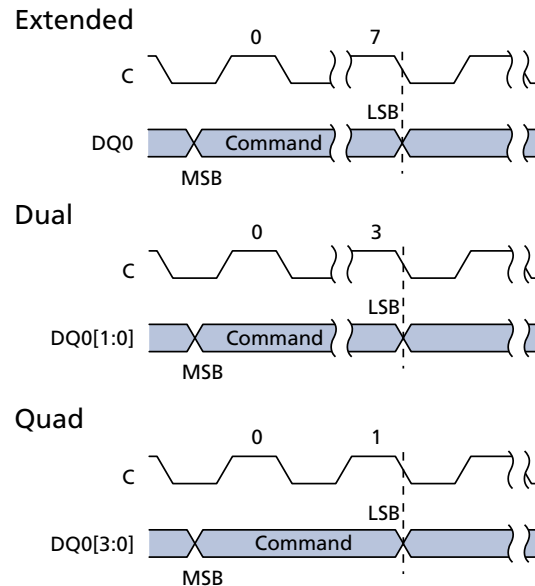 Extended
0 7
C
LSB
DQ0 Command
MSB
Dual
0 3
C
LSB
DQ0[1:0] Command
MSB
Quad
0 1
C
LSB
DQ0[3:0] Command
MSB